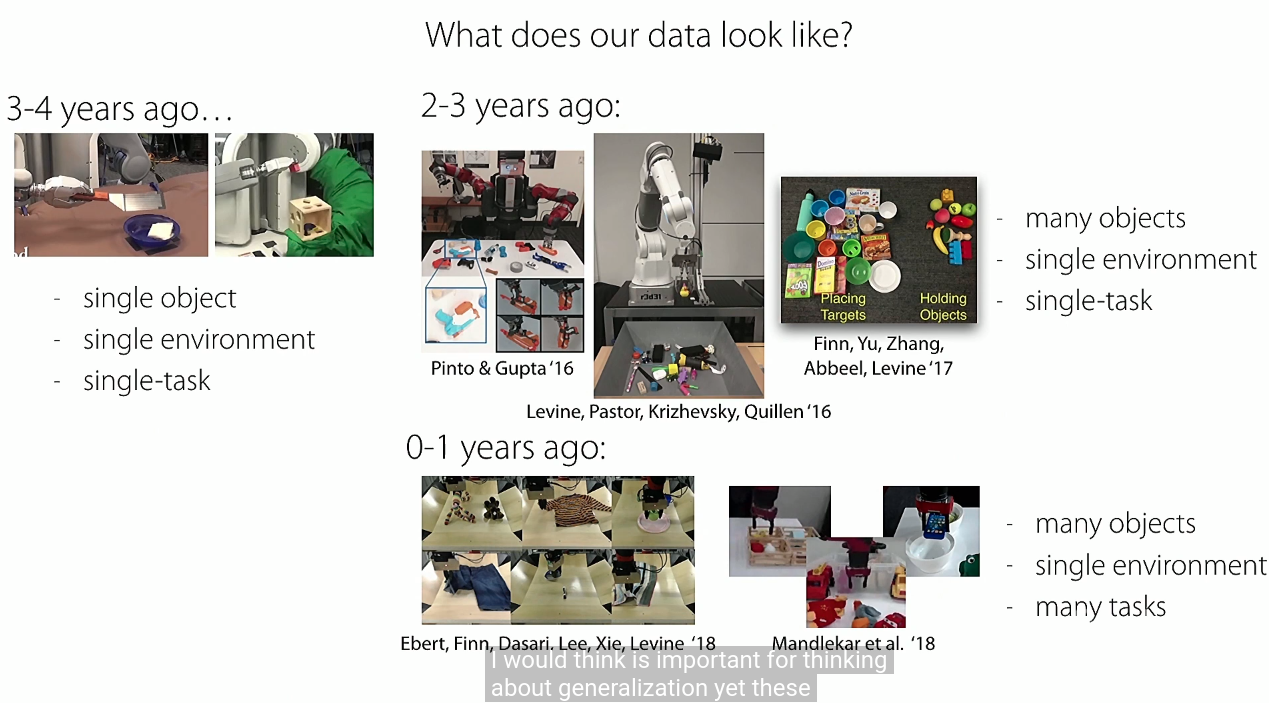 What does our data look like?
3-4 years ago…
- single object
- single environment
- single-task
2-3 years ago:
Pinto & Gupta ‘16
Levine, Pastor, Krizhevsky, Quillen ‘16
Placing
Targets
Holding
Objects
Finn, Yu, Zhang,
Abbeel, Levine ‘17
- many objects
- single environment
- single-task
0-1 years ago:
Ebert, Finn, Dasari. Lee, Xie, Levine ‘18
Mandlekar et al. ‘18
- many objects
- single environment
- many tasks
I would think is important for thinking
about generalization yet these